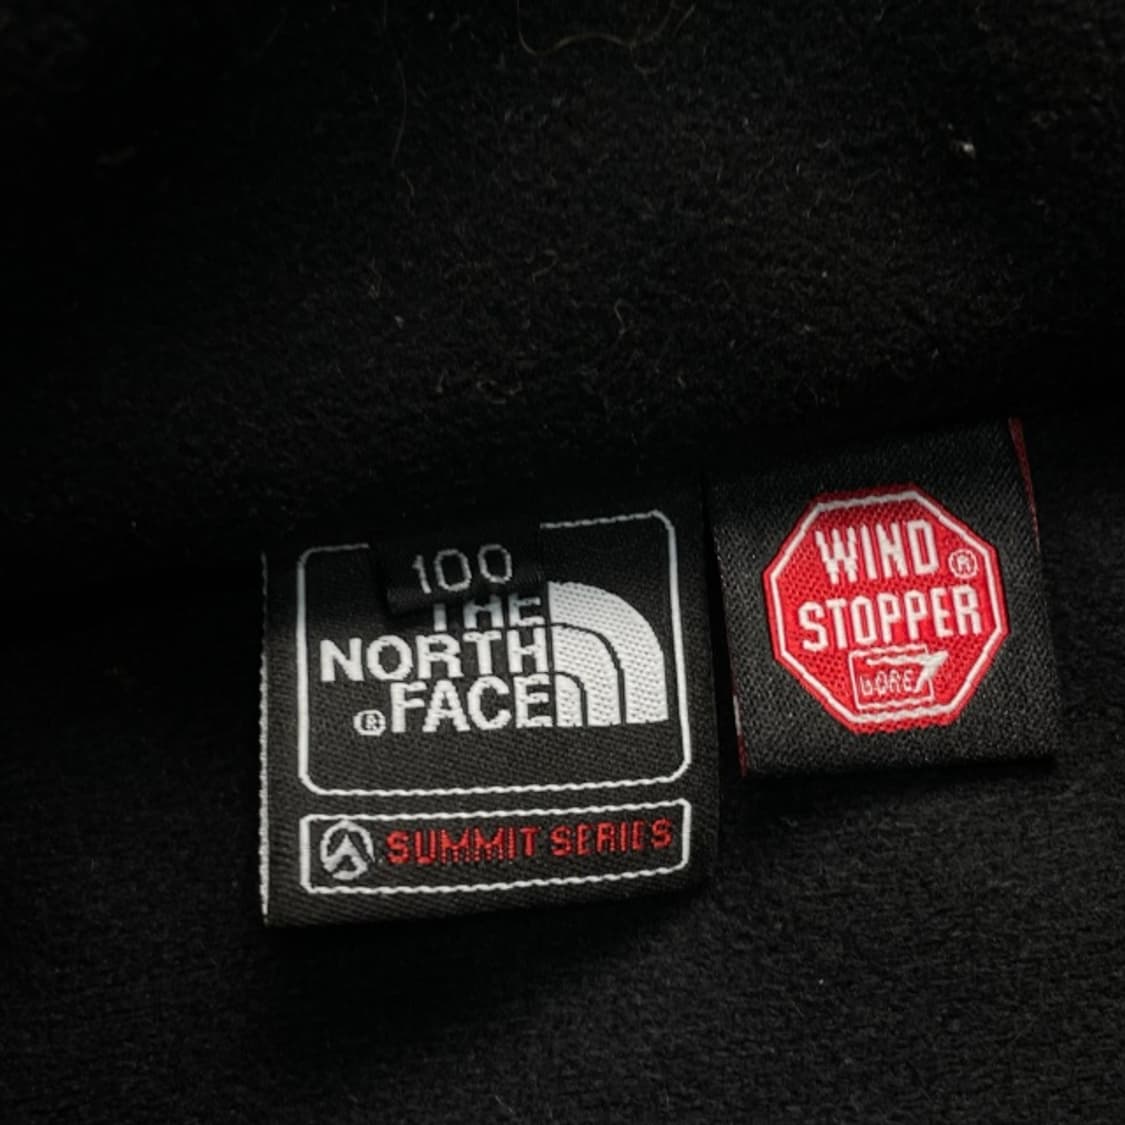 100
THE
NORTH
®FACE
SUMMIT SERIES
WIND
®
STOPPER
GORE